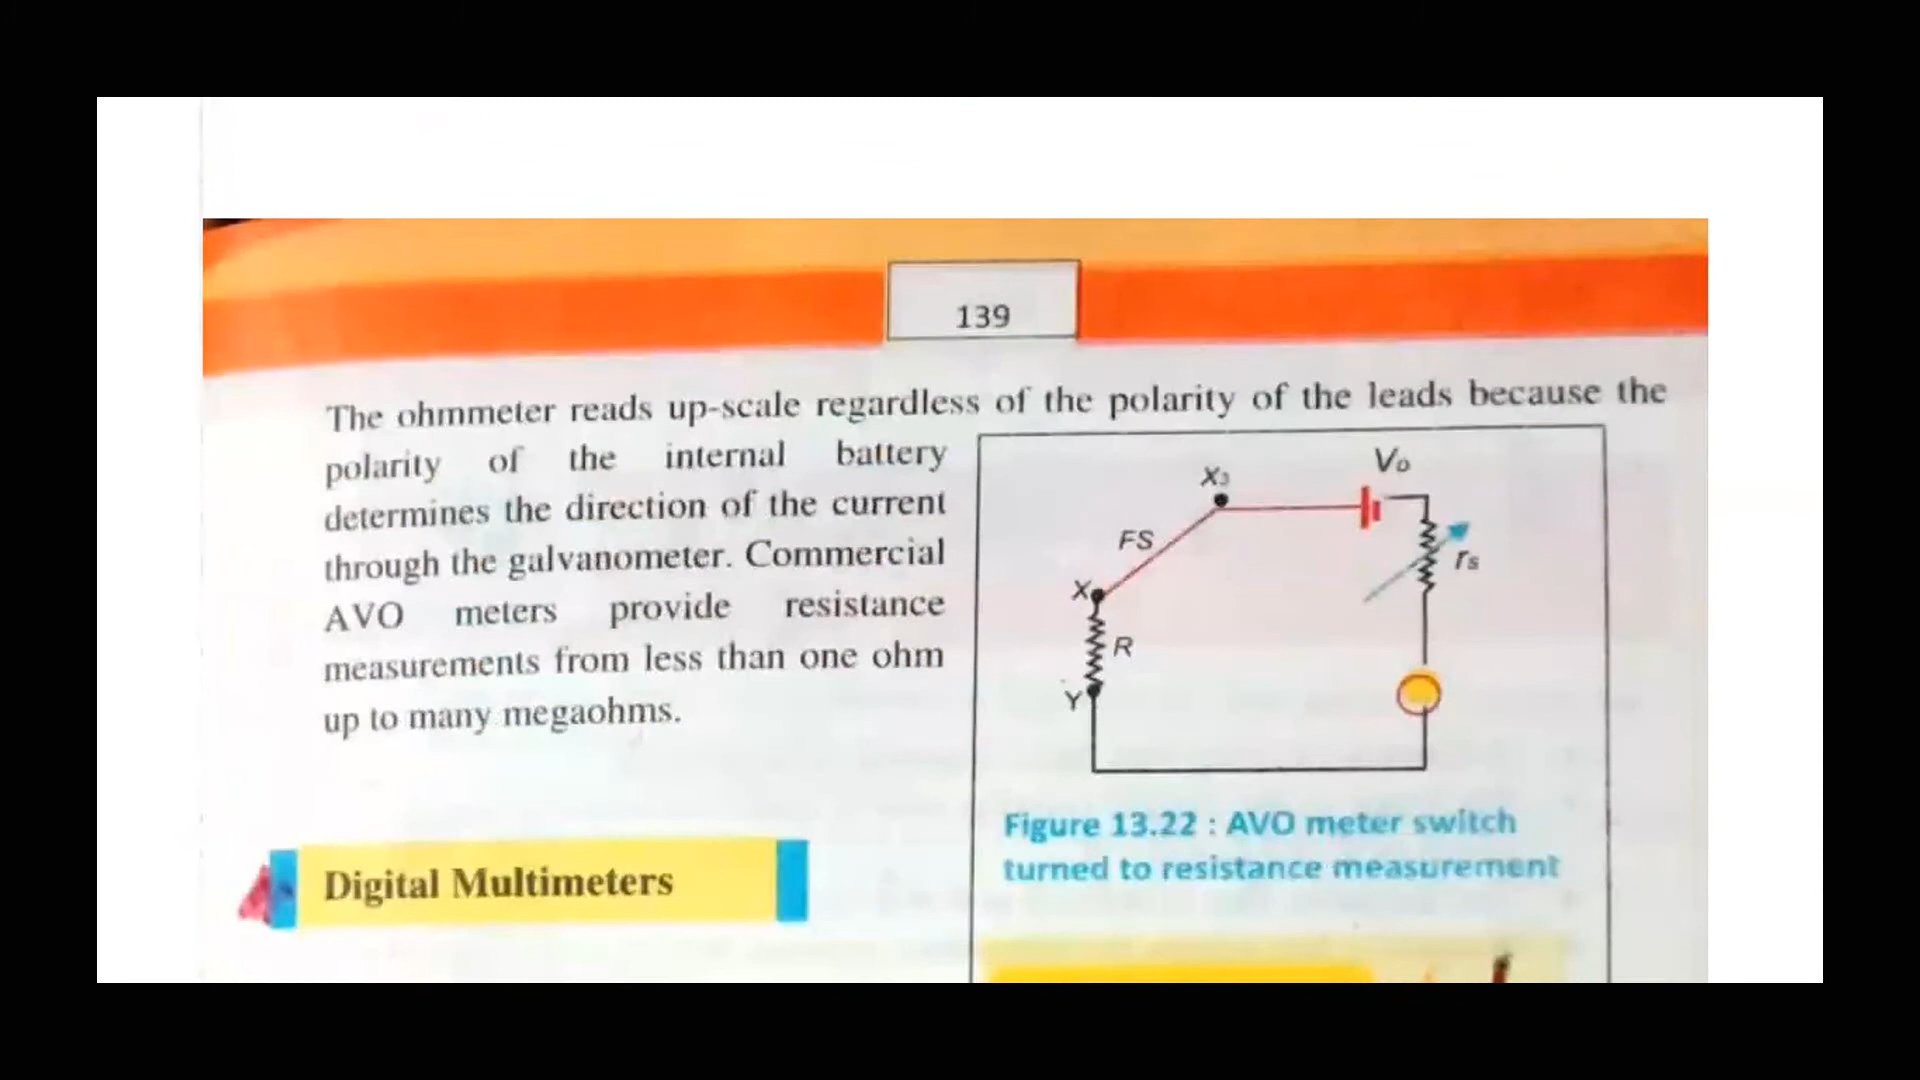 139
The ohmmeter reads up-scale regardless of the polarity of the leads because the
polarity of the internal battery
determines the direction of the current
through the galvanometer. Commercial
AVO meters provide resistance
measurements from less than one ohm
up to many megaohms.
X₃
V₀
FS
rs
X
R
Y
Figure 13.22 : AVO meter switch
turned to resistance measurement
Digital Multimeters